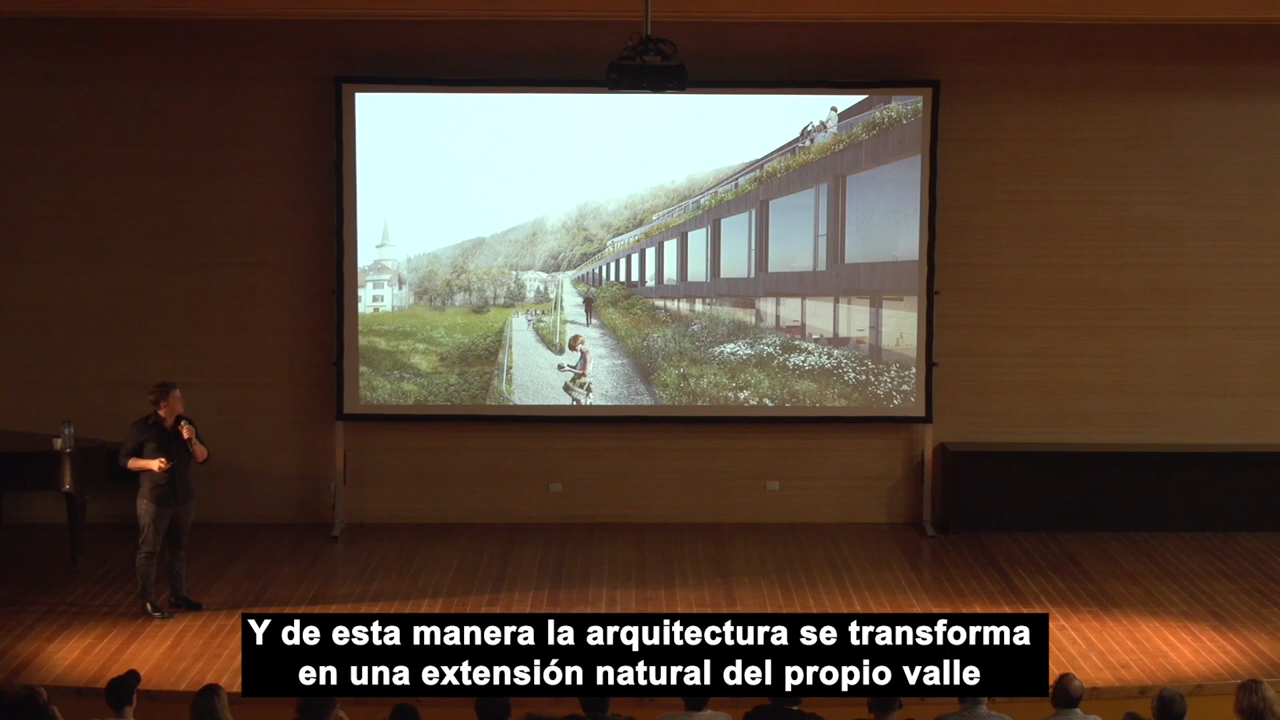 Y de esta manera la arquitectura se transforma
en una extensión natural del propio valle